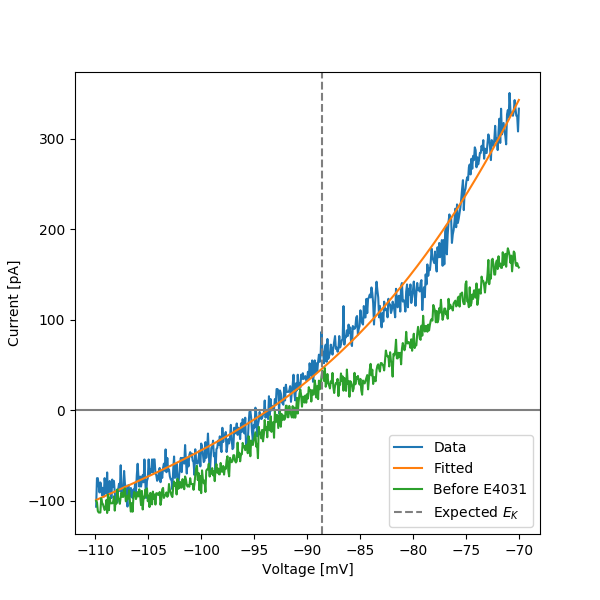 300
200
100
0
−100
Current [pA]
−110
−105
−100
−95
−90
−85
−80
−75
−70
Voltage [mV]
Data
Fitted
Before E4031
Expected E_K